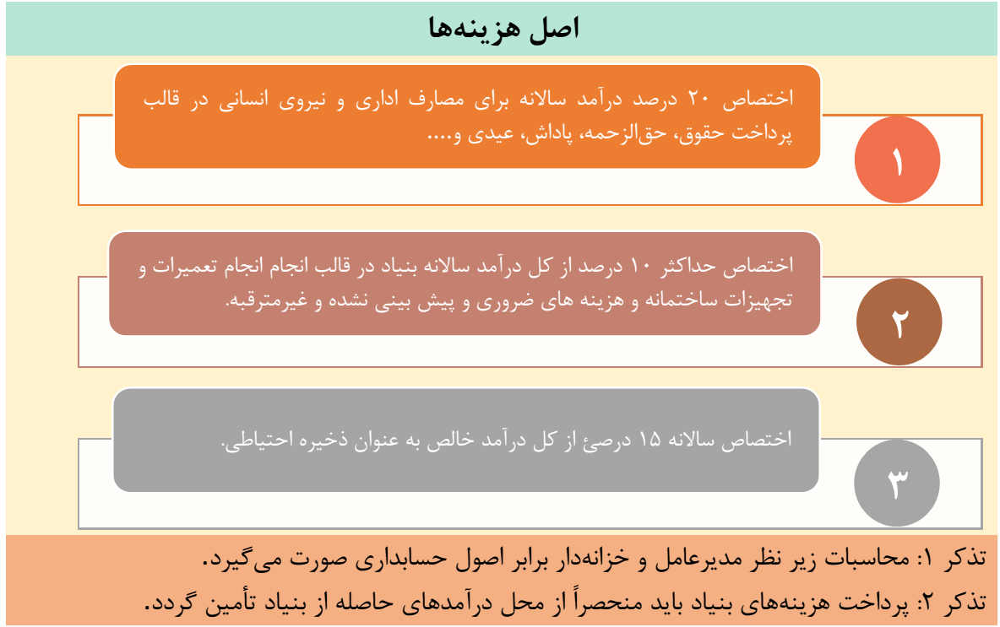 اصل هزینه‌ها
اختصاص ۲۰ درصد درآمد سالانه برای مصارف اداری و نیروی انسانی در قالب
پرداخت حقوق، حق‌الزحمه، پاداش، عیدی و....
۱
اختصاص حداکثر ۱۰ درصد از کل درآمد سالانه بنیاد در قالب انجام انجام تعمیرات و
تجهیزات ساختمانه و هزینه های ضروری و پیش بینی نشده و غیرمترقبه.
۲
اختصاص سالانه ۱۵ درصئ از کل درآمد خالص به عنوان ذخیره احتیاطی.
۳
تذکر ۱: محاسبات زیر نظر مدیرعامل و خزانه‌دار برابر اصول حسابداری صورت می‌گیرد.
تذکر ۲: پرداخت هزینه‌های بنیاد باید منحصراً از محل درآمدهای حاصله از بنیاد تأمین گردد.